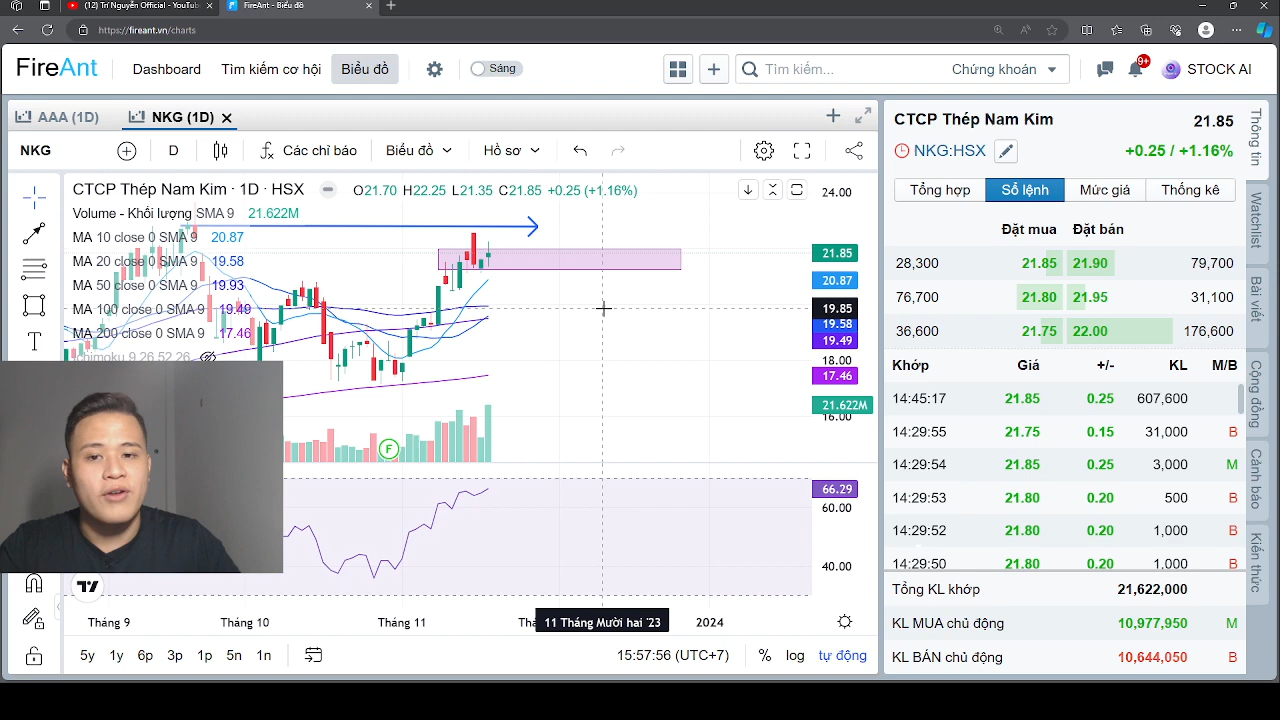 (12) Trí Nguyễn Official - YouTu
FireAnt - Biểu đồ
https://fireant.vn/charts
FireAnt
Dashboard
Tìm kiếm cơ hội
Biểu đồ
Sáng
Tìm kiếm...
Chứng khoán
9+
STOCK AI
AAA (1D)
NKG (1D)
NKG
D
Các chỉ báo
Biểu đồ
Hồ sơ
CTCP Thép Nam Kim · 1D · HSX
O21.70 H22.25 L21.35 C21.85 +0.25 (+1.16%)
Volume - Khối lượng SMA 9 21.622M
MA 10 close 0 SMA 9 20.87
MA 20 close 0 SMA 9 19.58
MA 50 close 0 SMA 9 19.93
MA 100 close 0 SMA 9 19.49
MA 200 close 0 SMA 9 17.46
Ichimoku 9 26 52 26
24.00
21.85
20.87
19.85
19.58
19.49
18.00
17.46
21.622M
16.00
F
66.29
60.00
40.00
Tháng 9
Tháng 10
Tháng 11
11 Tháng Mười hai '23
2024
5y 1y 6p 3p 1p 5n 1n
15:57:56 (UTC+7)
% log tự động
CTCP Thép Nam Kim 21.85
NKG:HSX +0.25 / +1.16%
Tổng hợp Sổ lệnh Mức giá Thống kê
Đặt mua Đặt bán
28,300 21.85 21.90 79,700
76,700 21.80 21.95 31,100
36,600 21.75 22.00 176,600
Khớp Giá +/- KL M/B
14:45:17 21.85 0.25 607,600
14:29:55 21.75 0.15 31,000 B
14:29:54 21.85 0.25 3,000 M
14:29:53 21.80 0.20 500 B
14:29:52 21.80 0.20 1,000 B
14:29:50 21.80 0.20 1,000 B
Tổng KL khớp 21,622,000
KL MUA chủ động 10,977,950 M
KL BÁN chủ động 10,644,050 B
Thông tin
Watchlist
Bài viết
Cộng đồng
Cảnh báo
Kiến thức